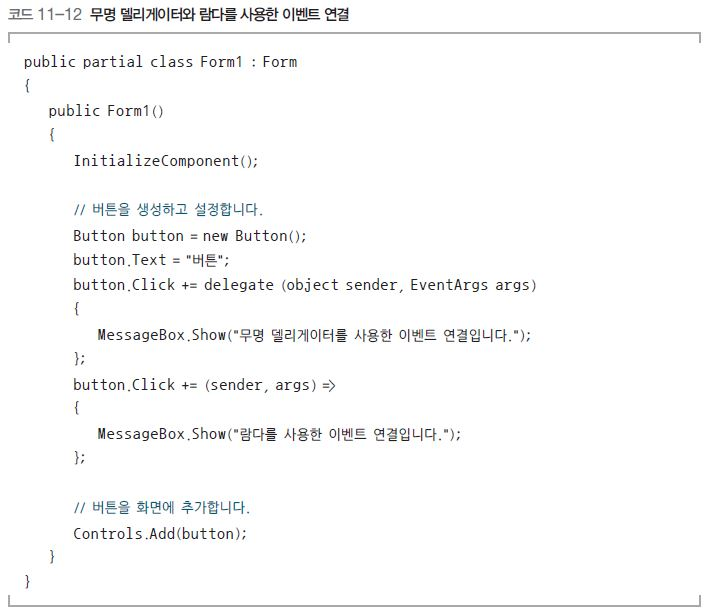 코드 11-12 무명 델리게이터와 람다를 사용한 이벤트 연결
public partial class Form1 : Form
{
public Form1()
{
InitializeComponent();
// 버튼을 생성하고 설정합니다.
Button button = new Button();
button.Text = "버튼";
button.Click += delegate (object sender, EventArgs args)
{
MessageBox.Show("무명 델리게이터를 사용한 이벤트 연결입니다.");
};
button.Click += (sender, args) =>
{
MessageBox.Show("람다를 사용한 이벤트 연결입니다.");
};
// 버튼을 화면에 추가합니다.
Controls.Add(button);
}
}